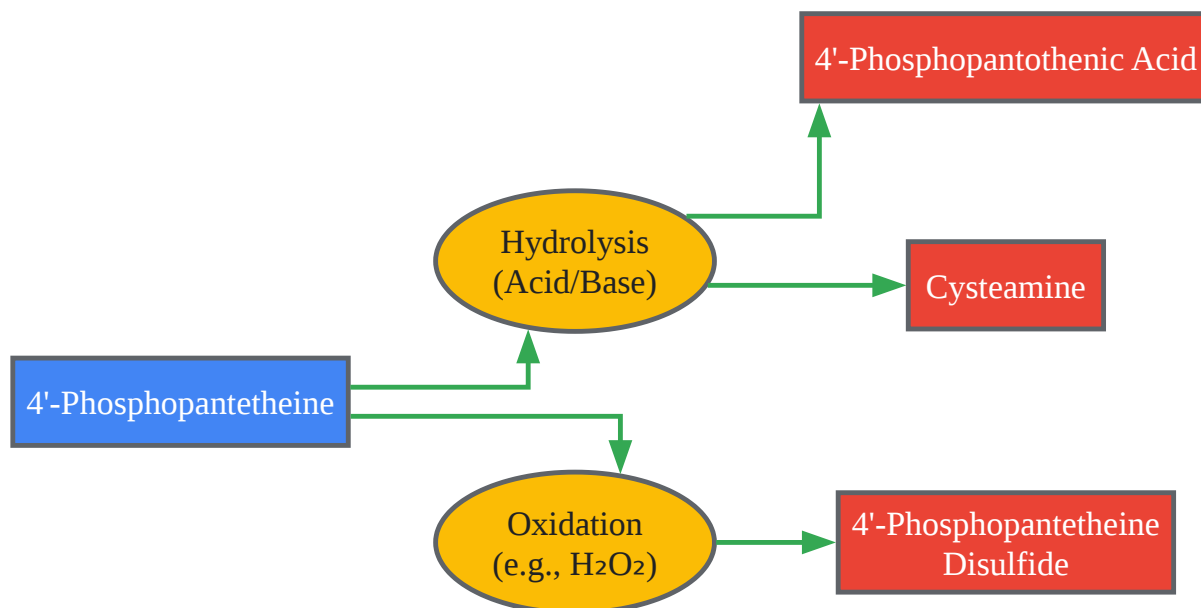 4'-Phosphopantothenic Acid
Hydrolysis
(Acid/Base)
Cysteamine
4'-Phosphopantetheine
Oxidation
(e.g., H₂O₂)
4'-Phosphopantetheine
Disulfide